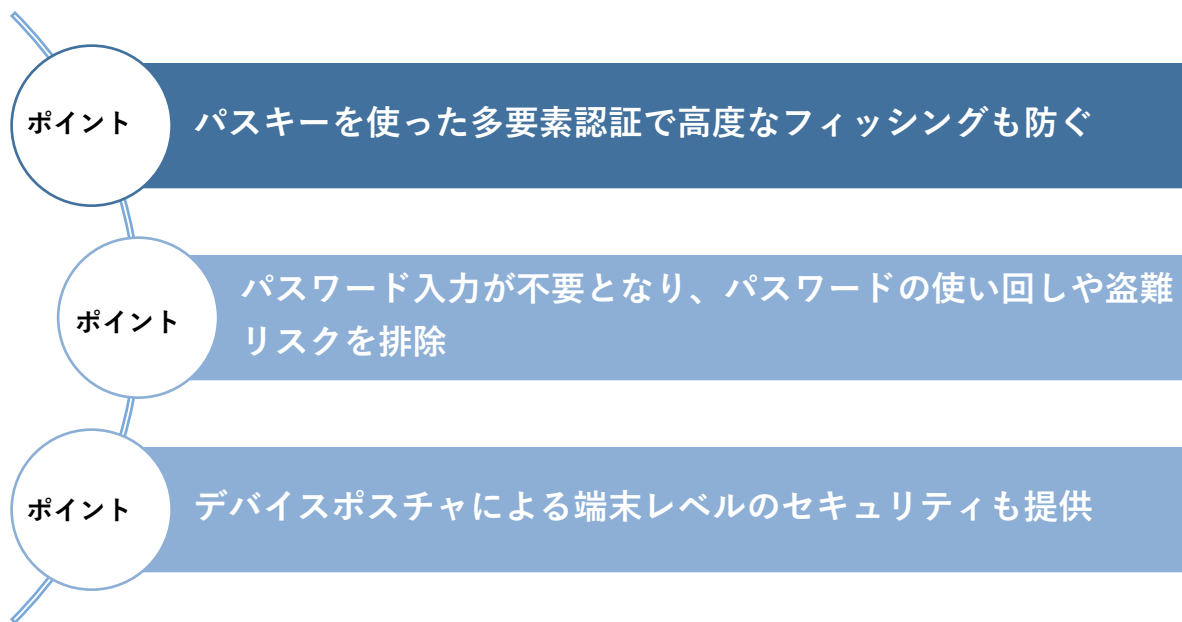 ポイント
パスキーを使った多要素認証で高度なフィッシングも防ぐ
ポイント
パスワード入力が不要となり、パスワードの使い回しや盗難
リスクを排除
ポイント
デバイスポスチャによる端末レベルのセキュリティも提供